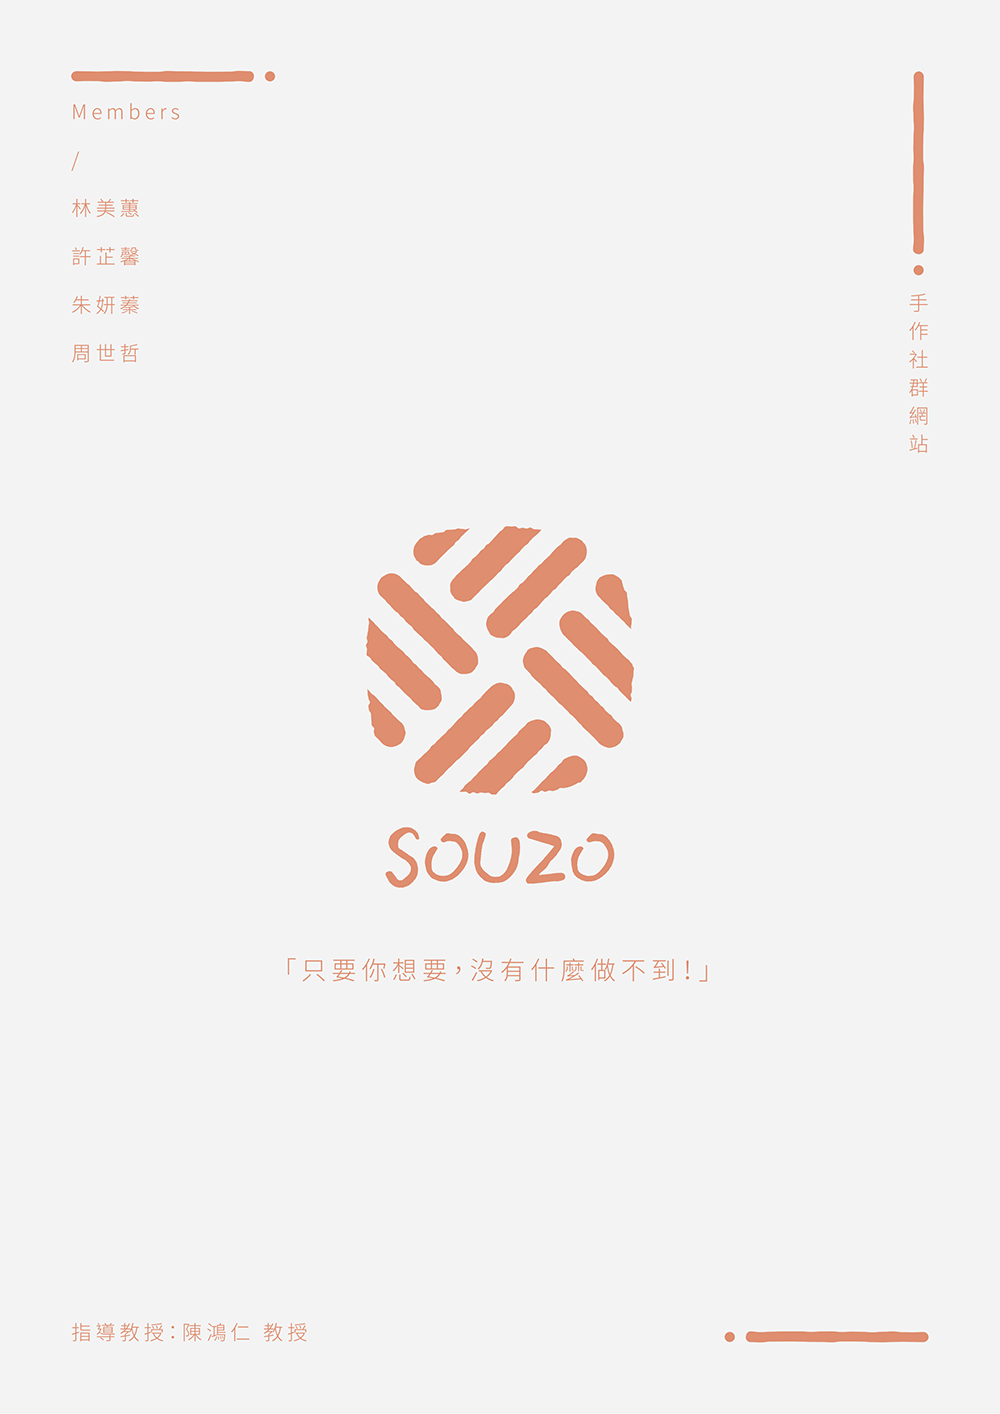 Members
/
林美蕙
許芷馨
朱妍蓁
周世哲
手作社群網站
SOUZO
「只要你想要，沒有什麼做不到！」
指導教授：陳鴻仁 教授